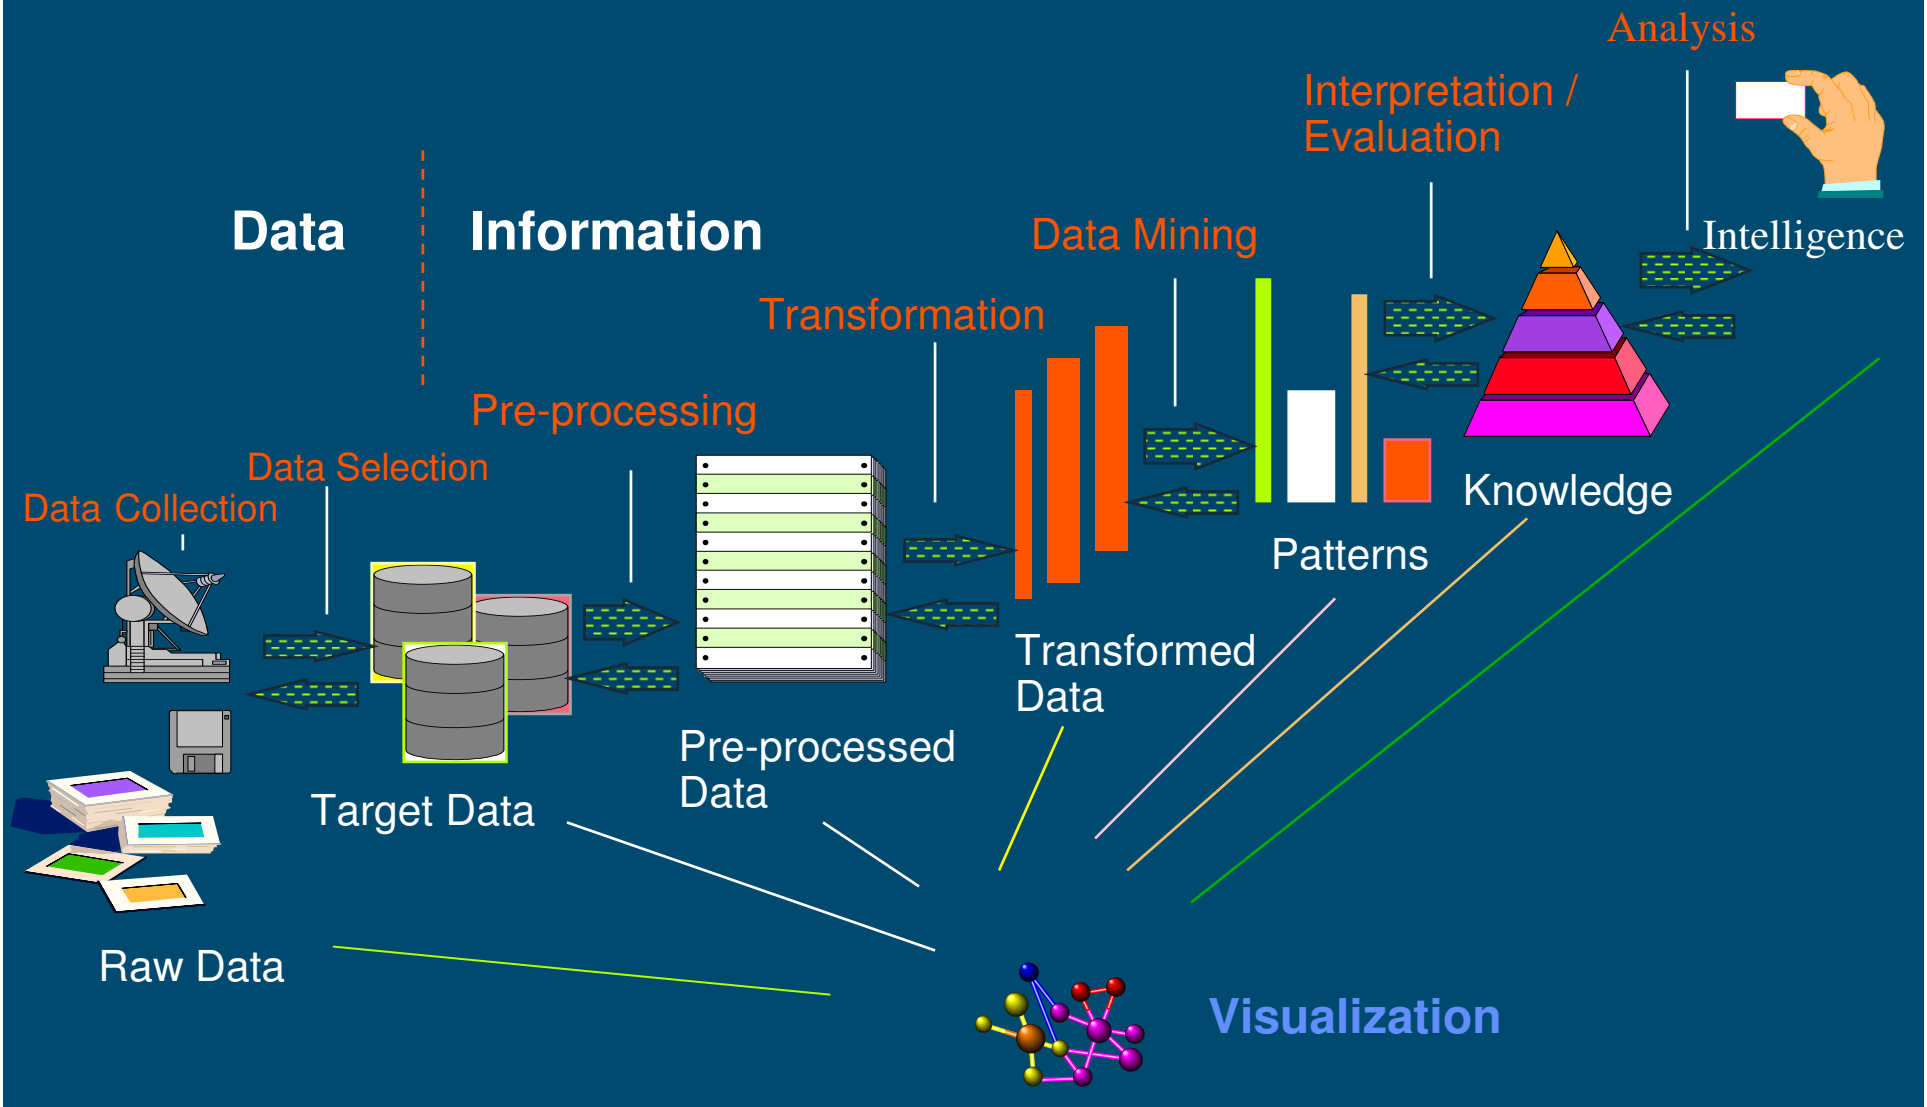 Analysis
Interpretation /
Evaluation
Data
Information
Data Mining
Intelligence
Transformation
Pre-processing
Data Selection
Data Collection
Knowledge
Patterns
Transformed
Data
Pre-processed
Data
Target Data
Raw Data
Visualization